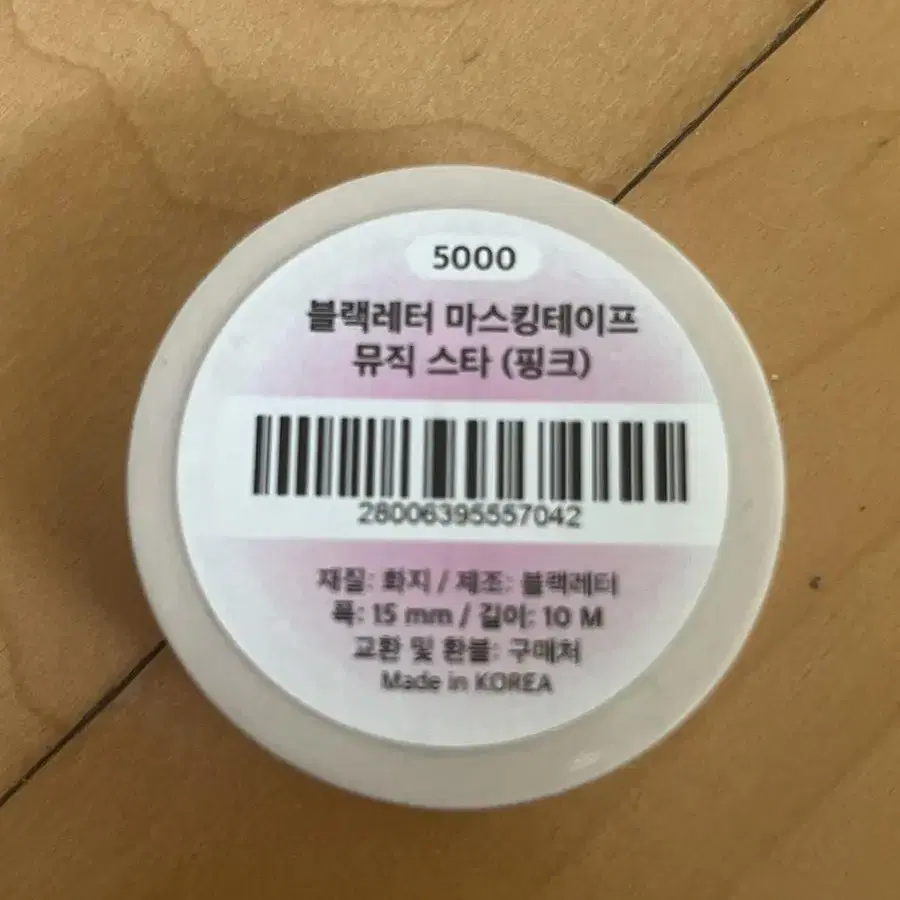 5000
블랙레터 마스킹테이프
뮤직 스타 (핑크)
28006395557042
재질: 화지 / 제조: 블랙레터
폭: 15 mm / 길이: 10 M
교환 및 환불: 구매처
Made in KOREA